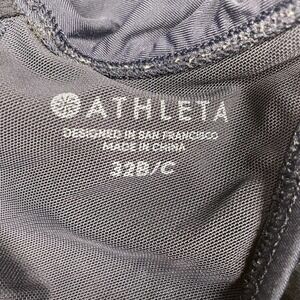 ATHLETA
DESIGNED IN SAN FRANCISCO
MADE IN CHINA
32B/C